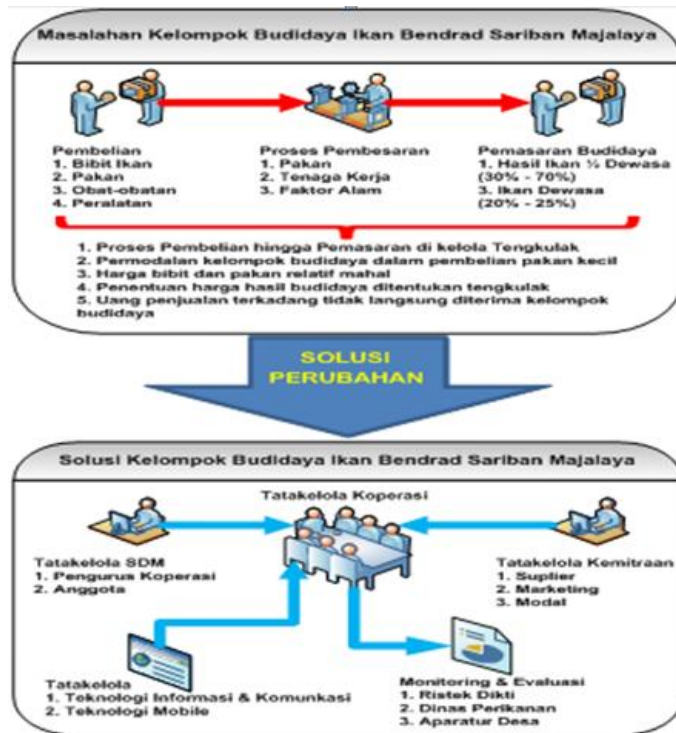 Masalahan Kelompok Budidaya Ikan Bendrad Sariban Majalaya
Pembelian
1. Bibit Ikan
2. Pakan
3. Obat-obatan
4. Peralatan
Proses Pembesaran
1. Pakan
2. Tenaga Kerja
3. Faktor Alam
Pemasaran Budidaya
1. Hasil Ikan ½ Dewasa
(30% - 70%)
3. Ikan Dewasa
(20% - 25%)
1. Proses Pembelian hingga Pemasaran di kelola Tengkulak
2. Permodalan kelompok budidaya dalam pembelian pakan kecil
3. Harga bibit dan pakan relatif mahal
4. Penentuan harga hasil budidaya ditentukan tengkulak
5. Uang penjualan terkadang tidak langsung diterima kelompok
budidaya
SOLUSI
PERUBAHAN
Solusi Kelompok Budidaya Ikan Bendrad Sariban Majalaya
Tatakelola Koperasi
Tatakelola SDM
1. Pengurus Koperasi
2. Anggota
Tatakelola Kemitraan
1. Suplier
2. Marketing
3. Modal
Tatakelola
1. Teknologi Informasi & Komunkasi
2. Teknologi Mobile
Monitoring & Evaluasi
1. Ristek Dikti
2. Dinas Perikanan
3. Aparatur Desa